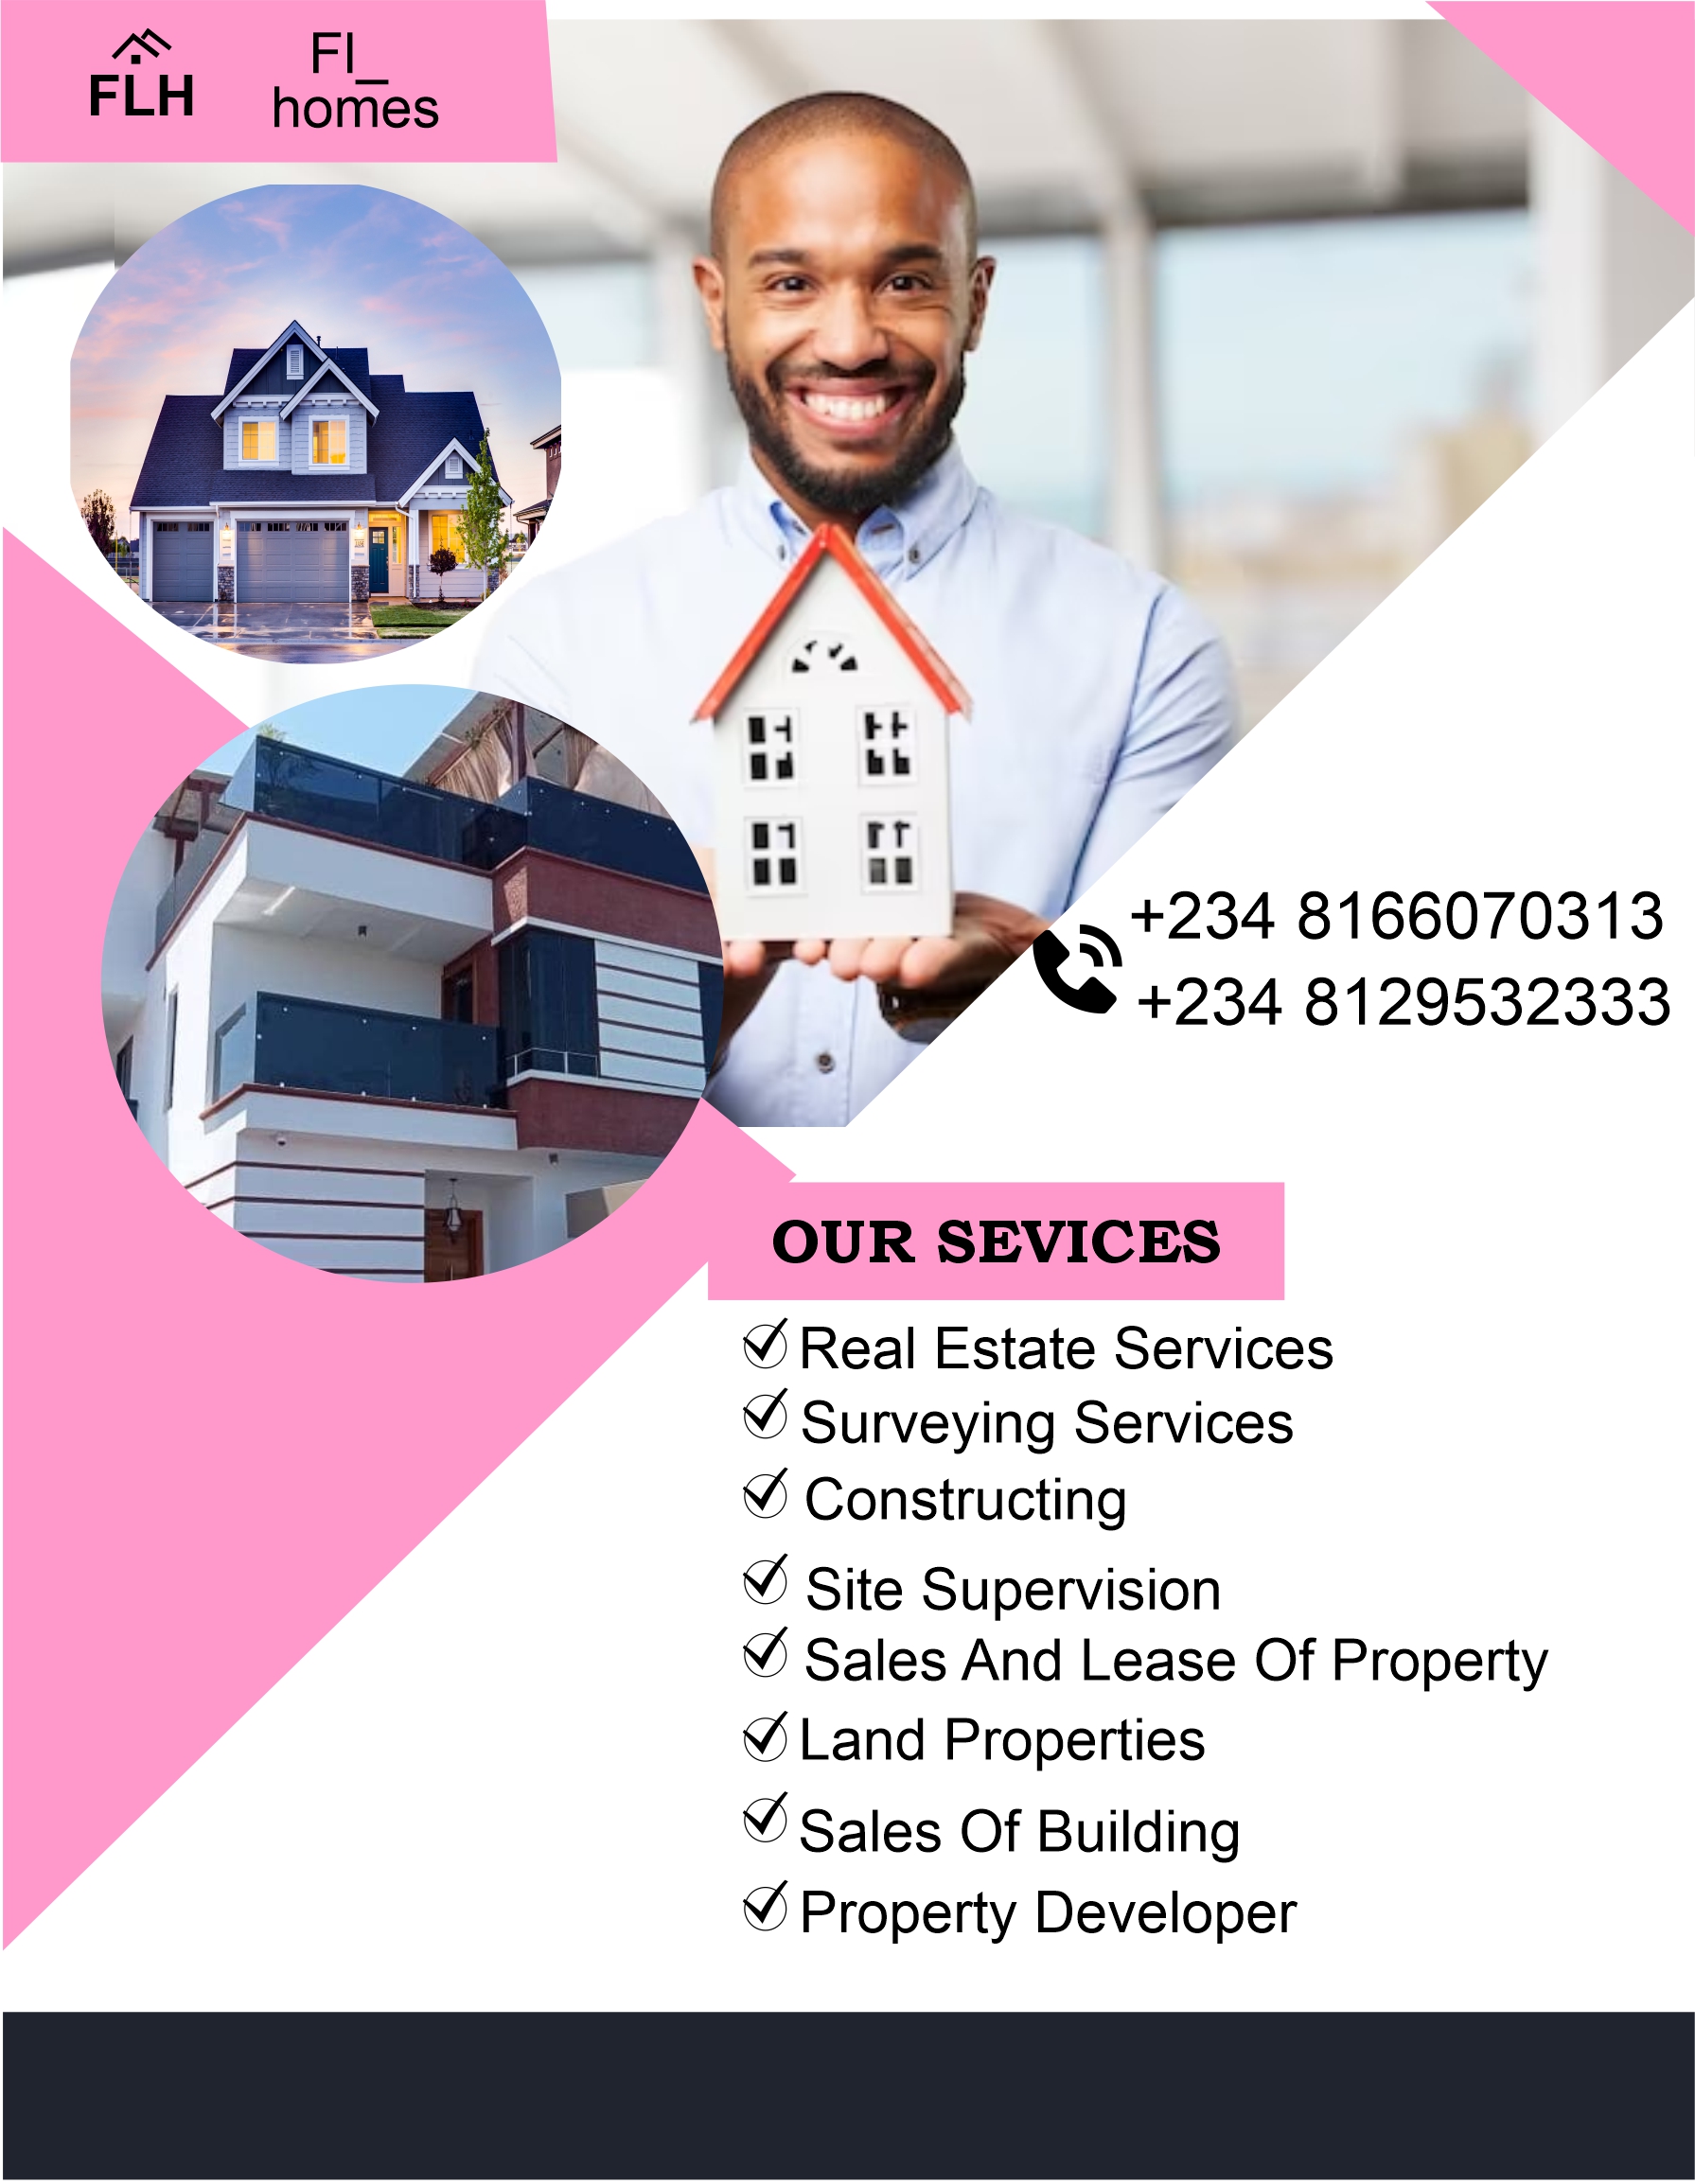 FLH
Fl_
homes
+234 8166070313
+234 8129532333
OUR SEVICES
Real Estate Services
Surveying Services
Constructing
Site Supervision
Sales And Lease Of Property
Land Properties
Sales Of Building
Property Developer